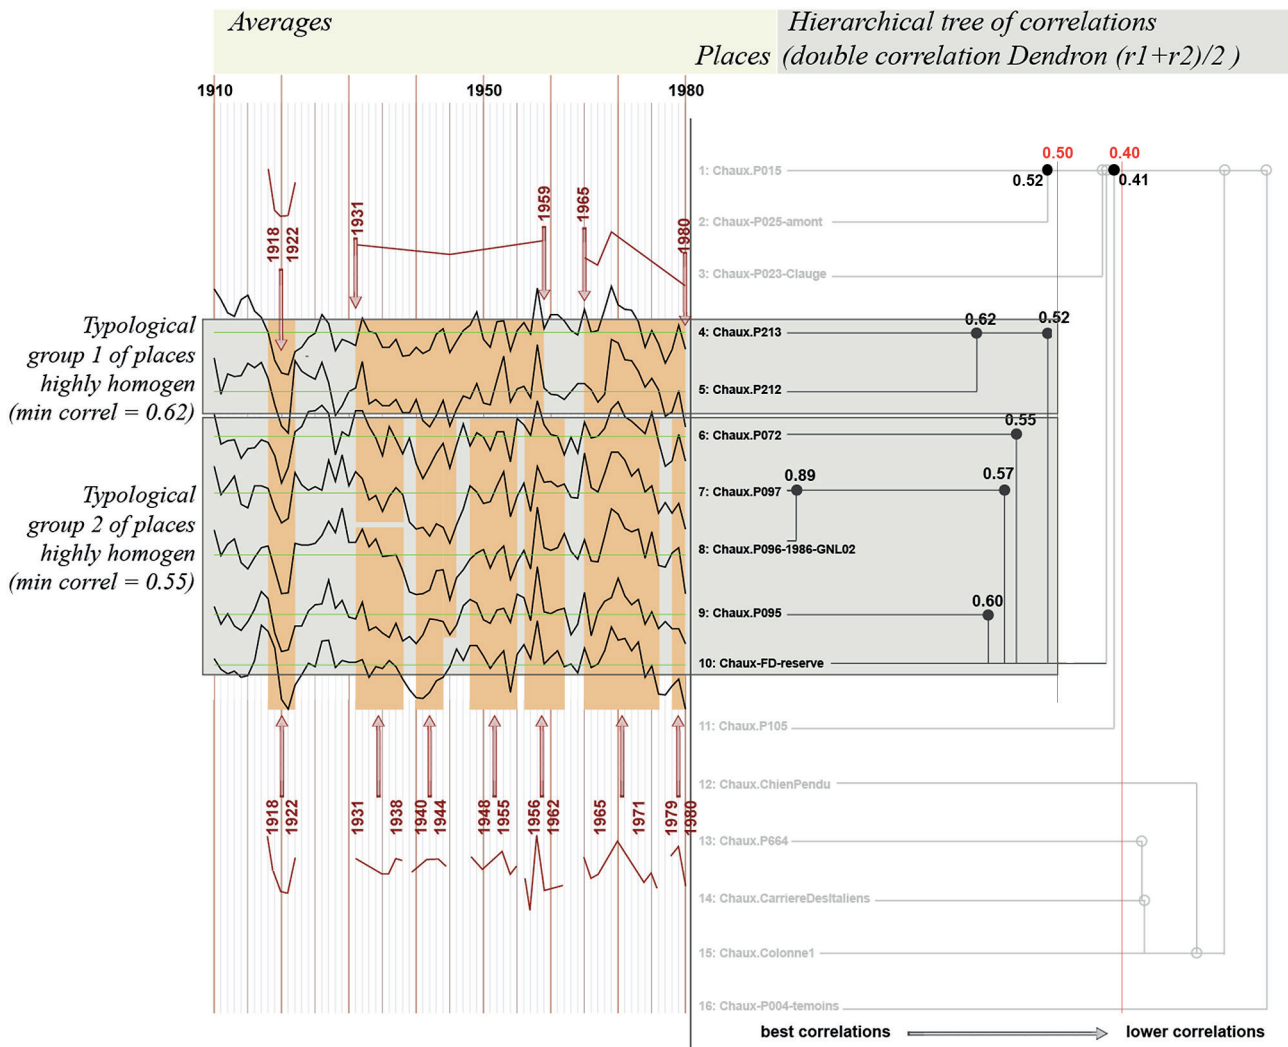 Averages
Hierarchical tree of correlations
Places (double correlation Dendron (r1+r2)/2 )
1910 1950 1980
0.50 0.40
1: Chaux.P015 0.52 0.41
2: Chaux-P025-amont
1918 1922 1931 1959 1965 1980
3: Chaux-P023-Clauge
Typological
group 1 of places
highly homogen
(min correl = 0.62)
4: Chaux.P213 0.62 0.52
5: Chaux.P212
6: Chaux.P072 0.55
Typological
group 2 of places
highly homogen
(min correl = 0.55)
7: Chaux.P097 0.89 0.57
8: Chaux.P096-1986-GNL02
9: Chaux.P095 0.60
10: Chaux-FD-reserve
11: Chaux.P105
12: Chaux.ChienPendu
1918 1922 1931 1938 1940 1944 1948 1955 1956 1962 1965 1971 1979 1980
13: Chaux.P664
14: Chaux.CarriereDesItaliens
15: Chaux.Colonne1
16: Chaux-P004-temoins
best correlations lower correlations